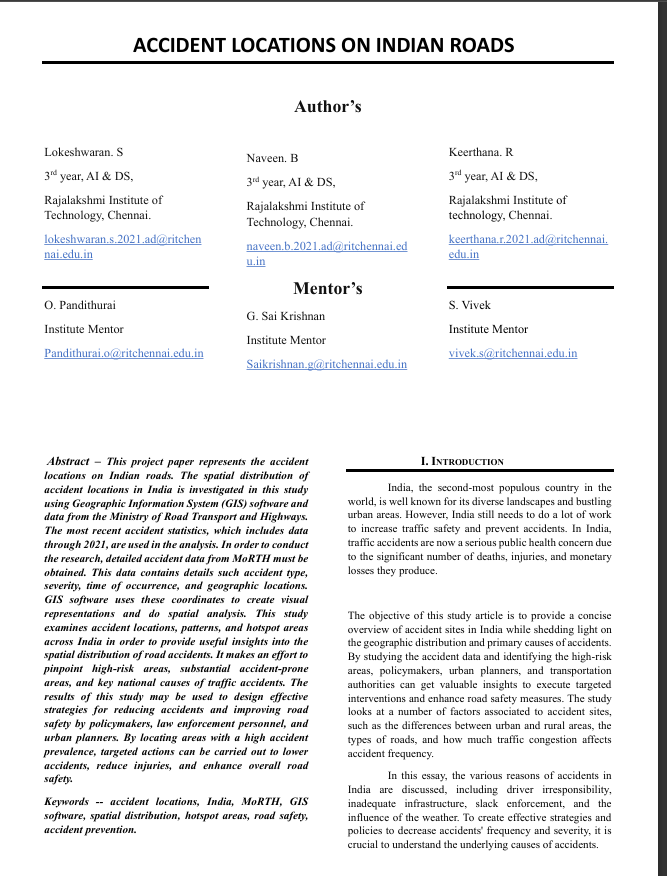 ACCIDENT LOCATIONS ON INDIAN ROADS
Author's
Lokeshwaran. S
3rd year, AI & DS,
Rajalakshmi Institute of
Technology, Chennai.
lokeshwaran.s.2021.ad@ritchen
nai.edu.in
Naveen. B
3rd year, AI & DS,
Rajalakshmi Institute of
Technology, Chennai.
naveen.b.2021.ad@ritchennai.ed
u.in
Keerthana. R
3rd year, AI & DS,
Rajalakshmi Institute of
technology, Chennai.
keerthana.r.2021.ad@ritchennai.
edu.in
Mentor's
O. Pandithurai
Institute Mentor
Pandithurai.o@ritchennai.edu.in
G. Sai Krishnan
Institute Mentor
Saikrishnan.g@ritchennai.edu.in
S. Vivek
Institute Mentor
vivek.s@ritchennai.edu.in
Abstract – This project paper represents the accident
locations on Indian roads. The spatial distribution of
accident locations in India is investigated in this study
using Geographic Information System (GIS) software and
data from the Ministry of Road Transport and Highways.
The most recent accident statistics, which includes data
through 2021, are used in the analysis. In order to conduct
the research, detailed accident data from MoRTH must be
obtained. This data contains details such accident type,
severity, time of occurrence, and geographic locations.
GIS software uses these coordinates to create visual
representations and do spatial analysis. This study
examines accident locations, patterns, and hotspot areas
across India in order to provide useful insights into the
spatial distribution of road accidents. It makes an effort to
pinpoint high-risk areas, substantial accident-prone
areas, and key national causes of traffic accidents. The
results of this study may be used to design effective
strategies for reducing accidents and improving road
safety by policymakers, law enforcement personnel, and
urban planners. By locating areas with a high accident
prevalence, targeted actions can be carried out to lower
accidents, reduce injuries, and enhance overall road
safety.
Keywords -- accident locations, India, MoRTH, GIS
software, spatial distribution, hotspot areas, road safety,
accident prevention.
I. INTRODUCTION
India, the second-most populous country in the
world, is well known for its diverse landscapes and bustling
urban areas. However, India still needs to do a lot of work
to increase traffic safety and prevent accidents. In India,
traffic accidents are now a serious public health concern due
to the significant number of deaths, injuries, and monetary
losses they produce.
The objective of this study article is to provide a concise
overview of accident sites in India while shedding light on
the geographic distribution and primary causes of accidents.
By studying the accident data and identifying the high-risk
areas, policymakers, urban planners, and transportation
authorities can get valuable insights to execute targeted
interventions and enhance road safety measures. The study
looks at a number of factors associated to accident sites,
such as the differences between urban and rural areas, the
types of roads, and how much traffic congestion affects
accident frequency.
In this essay, the various reasons of accidents in
India are discussed, including driver irresponsibility,
inadequate infrastructure, slack enforcement, and the
influence of the weather. To create effective strategies and
policies to decrease accidents' frequency and severity, it is
crucial to understand the underlying causes of accidents.